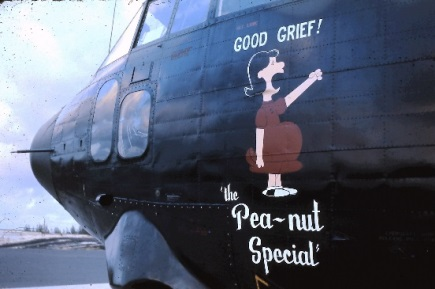 GOOD GRIEF!
'the
Pea-nut
Special'